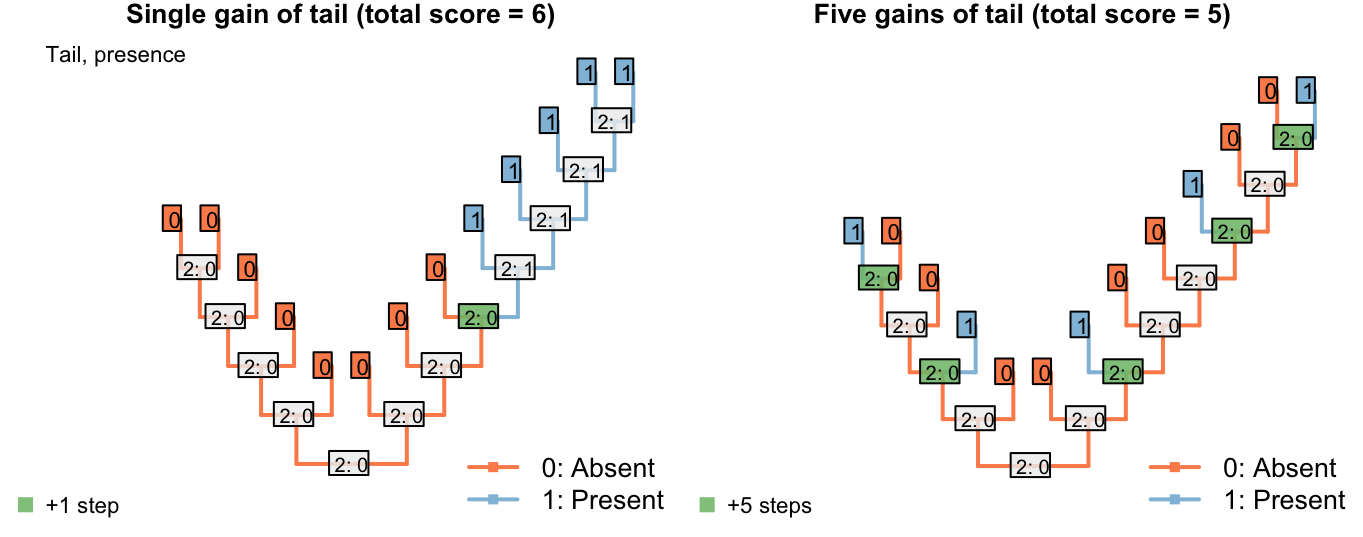 Single gain of tail (total score = 6)
Tail, presence
1 1
1 2: 1
1 2: 1
0 0 1 2: 1
2: 0 0 0 2: 1
2: 0 0 0 2: 0
2: 0 0 0 2: 0
2: 0 2: 0
2: 0
0: Absent
1: Present
+1 step
Five gains of tail (total score = 5)
0 1
0 2: 0
1 2: 0
1 0 0 2: 0
2: 0 0 0 2: 0
2: 0 1 1 2: 0
2: 0 0 0 2: 0
2: 0 2: 0
2: 0
0: Absent
1: Present
+5 steps